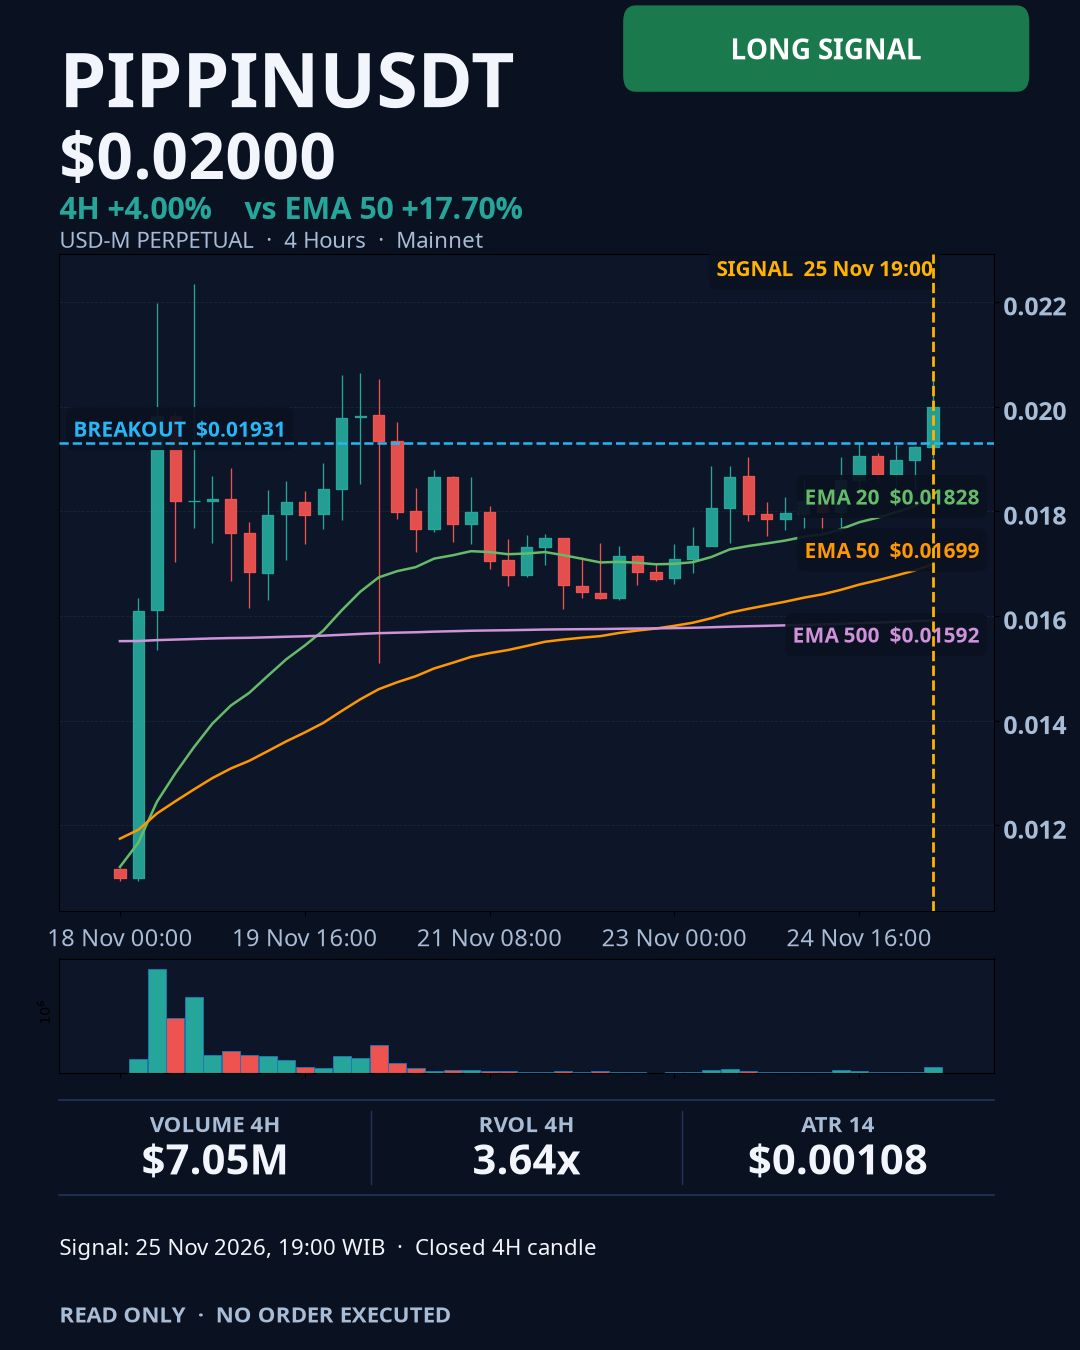 LONG SIGNAL
PIPPINUSDT
$0.02000
4H +4.00% vs EMA 50 +17.70%
USD-M PERPETUAL · 4 Hours · Mainnet
SIGNAL 25 Nov 19:00
0.022
0.020
BREAKOUT $0.01931
EMA 20 $0.01828
0.018
EMA 50 $0.01699
0.016
EMA 500 $0.01592
0.014
0.012
18 Nov 00:00
19 Nov 16:00
21 Nov 08:00
23 Nov 00:00
24 Nov 16:00
10⁶
VOLUME 4H
$7.05M
RVOL 4H
3.64x
ATR 14
$0.00108
Signal: 25 Nov 2026, 19:00 WIB · Closed 4H candle
READ ONLY · NO ORDER EXECUTED